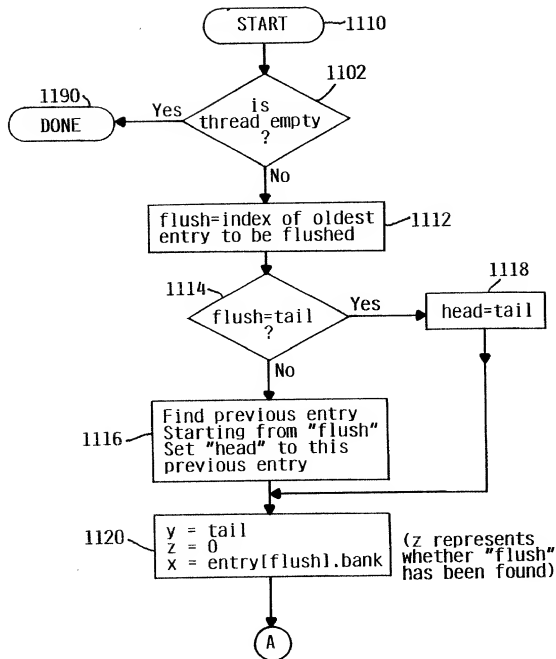 START
1110
1102
1190
is
thread empty
?
Yes
DONE
No
flush=index of oldest
entry to be flushed
1112
1114
flush=tail
?
Yes
1118
head=tail
No
1116
Find previous entry
Starting from "flush"
Set "head" to this
previous entry
1120
y = tail
z = 0
x = entry[flush].bank
(z represents
whether "flush"
has been found)
A